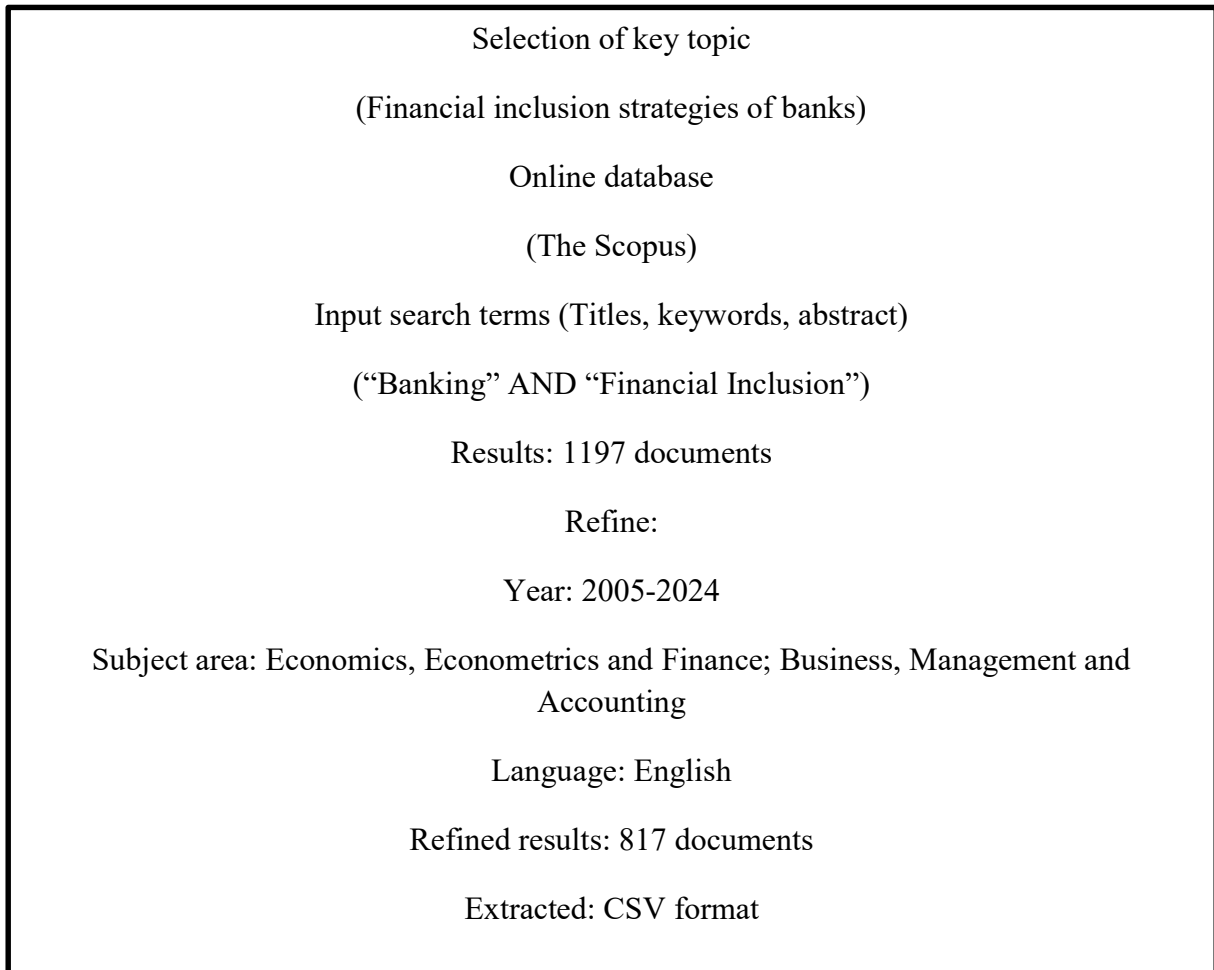 Selection of key topic
(Financial inclusion strategies of banks)
Online database
(The Scopus)
Input search terms (Titles, keywords, abstract)
(“Banking” AND “Financial Inclusion”)
Results: 1197 documents
Refine:
Year: 2005-2024
Subject area: Economics, Econometrics and Finance; Business, Management and
Accounting
Language: English
Refined results: 817 documents
Extracted: CSV format